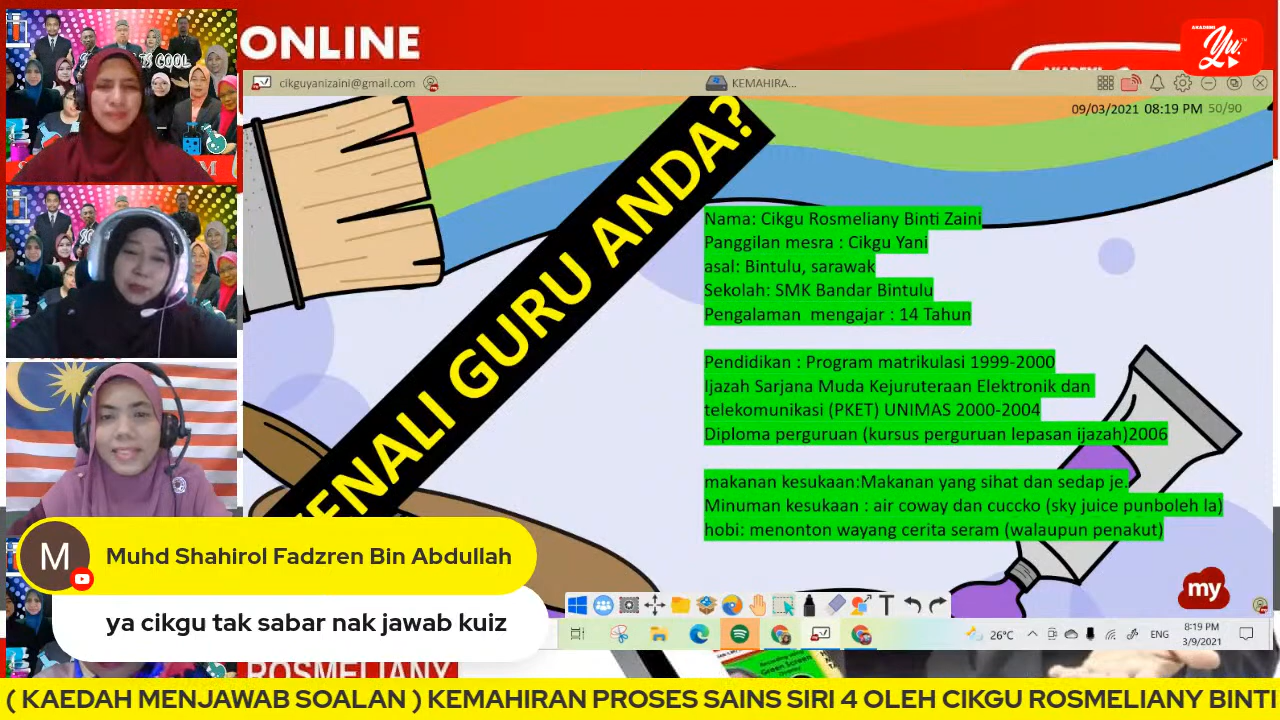 ONLINE
AKADEMI
Yu
cikguyanizaini@gmail.com
KEMAHIRA...
09/03/2021 08:19 PM 50/90
ENALI GURU ANDA?
Nama: Cikgu Rosmeliany Binti Zaini
Panggilan mesra : Cikgu Yani
asal: Bintulu, sarawak
Sekolah: SMK Bandar Bintulu
Pengalaman mengajar : 14 Tahun
Pendidikan : Program matrikulasi 1999-2000
Ijazah Sarjana Muda Kejuruteraan Elektronik dan
telekomunikasi (PKET) UNIMAS 2000-2004
Diploma perguruan (kursus perguruan lepasan ijazah)2006
makanan kesukaan:Makanan yang sihat dan sedap je.
Minuman kesukaan : air coway dan cuccko (sky juice punboleh la)
hobi: menonton wayang cerita seram (walaupun penakut)
M
Muhd Shahirol Fadzren Bin Abdullah
ya cikgu tak sabar nak jawab kuiz
my
26°C
ENG
8:19 PM
3/9/2021
Green Screen
ROSMELIANY
( KAEDAH MENJAWAB SOALAN ) KEMAHIRAN PROSES SAINS SIRI 4 OLEH CIKGU ROSMELIANY BINTI